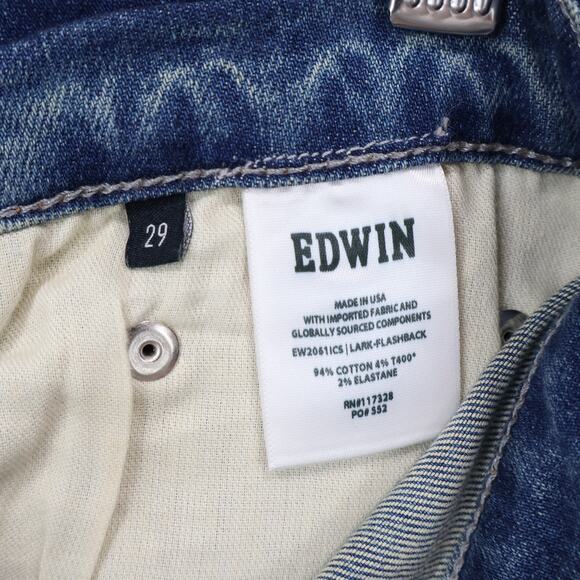 29
EDWIN
MADE IN USA
WITH IMPORTED FABRIC AND
GLOBALLY SOURCED COMPONENTS
EW2061ICS | LARK-FLASHBACK
94% COTTON 4% T400®
2% ELASTANE
RN#117328
PO# 552